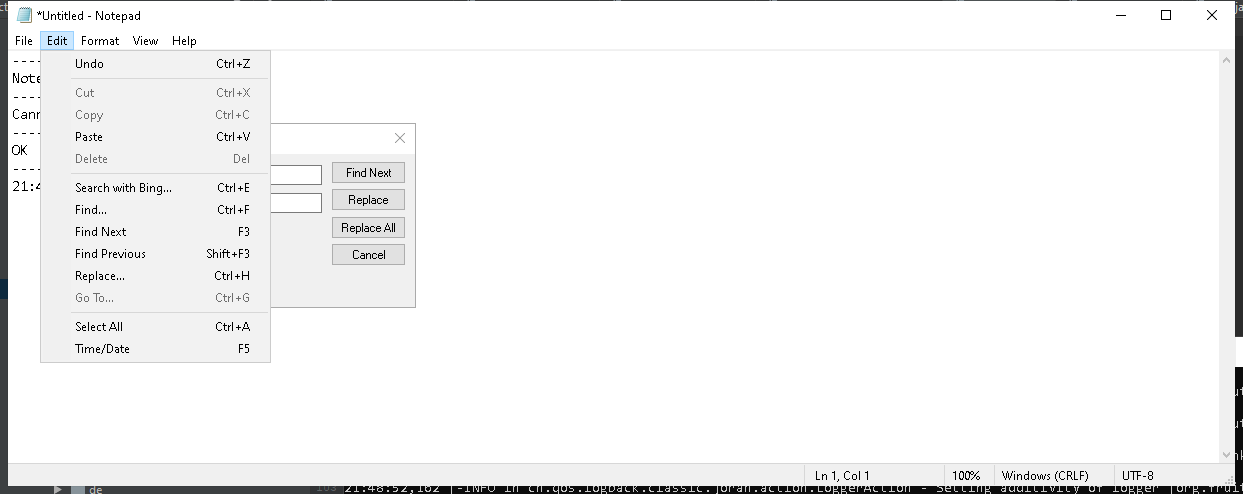 *Untitled - Notepad
File Edit Format View Help
----
Note
----
Cann
----
OK
----
21:4
Undo Ctrl+Z
Cut Ctrl+X
Copy Ctrl+C
Paste Ctrl+V
Delete Del
Search with Bing... Ctrl+E
Find... Ctrl+F
Find Next F3
Find Previous Shift+F3
Replace... Ctrl+H
Go To... Ctrl+G
Select All Ctrl+A
Time/Date F5
Find Next
Replace
Replace All
Cancel
Ln 1, Col 1 100% Windows (CRLF) UTF-8
de
21:48:52,162 |-INFO in ch.qos.logback.classic.joran.action.LoggerAction - Setting additivity of logger [org.fruit